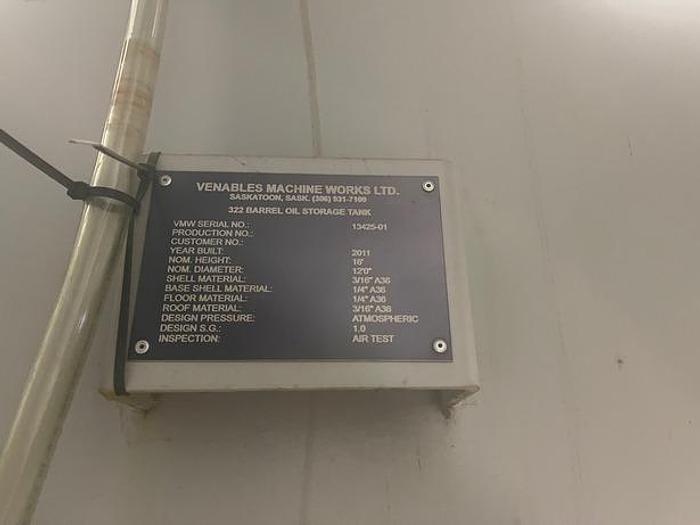 VENABLES MACHINE WORKS LTD.
SASKATOON, SASK. (306) 931-7100
322 BARREL OIL STORAGE TANK
VMW SERIAL NO.: 13425-01
PRODUCTION NO.:
CUSTOMER NO.:
YEAR BUILT: 2011
NOM. HEIGHT: 16'
NOM. DIAMETER: 12'0"
SHELL MATERIAL: 3/16" A36
BASE SHELL MATERIAL: 1/4" A36
FLOOR MATERIAL: 1/4" A36
ROOF MATERIAL: 3/16" A36
DESIGN PRESSURE: ATMOSPHERIC
DESIGN S.G.: 1.0
INSPECTION: AIR TEST